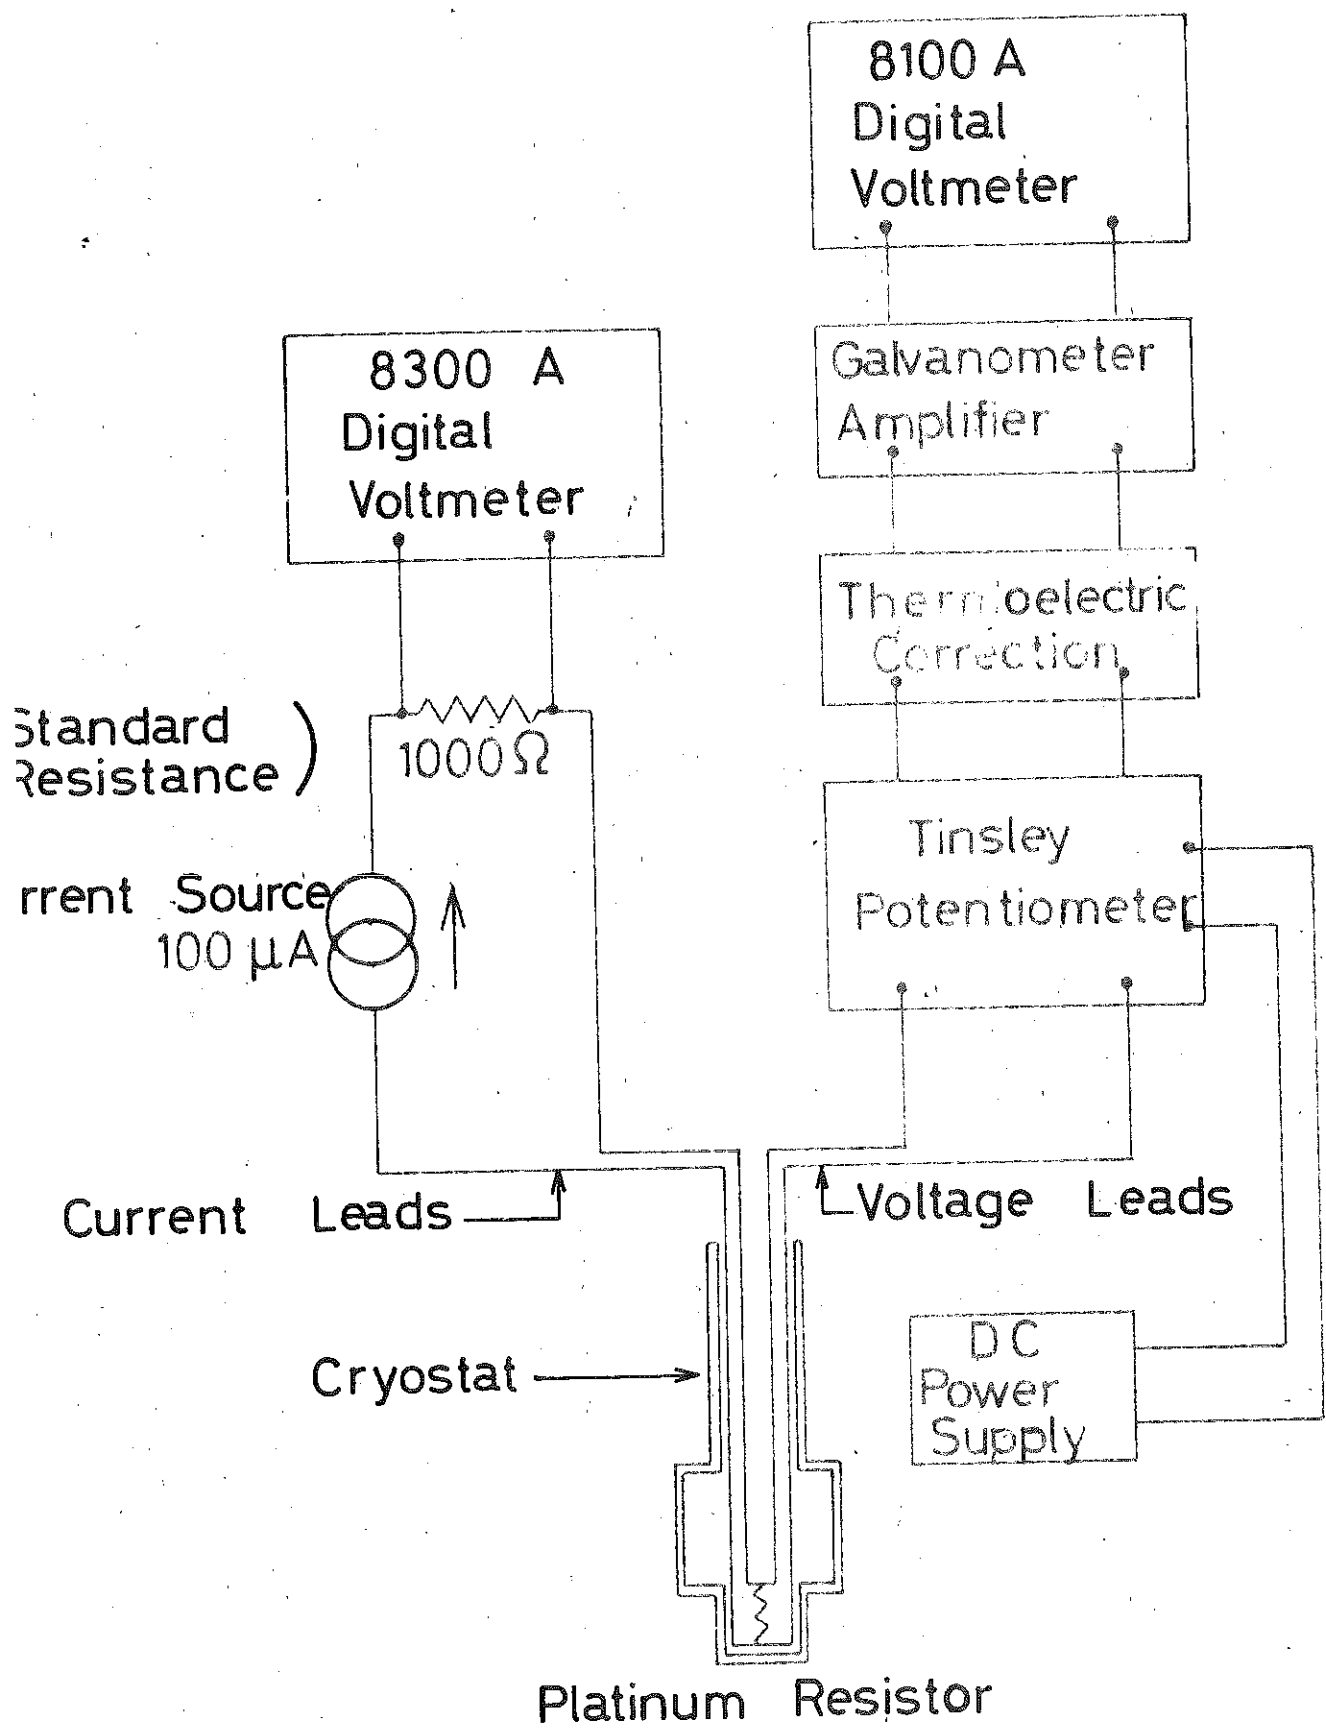 8100 A
Digital
Voltmeter
8300 A
Digital
Voltmeter
Galvanometer
Amplifier
Thermoelectric
Correction
Standard
Resistance )
1000Ω
Tinsley
Potentiometer
rrent Source
100 μA
Current Leads
Voltage Leads
Cryostat
DC
Power
Supply
Platinum Resistor